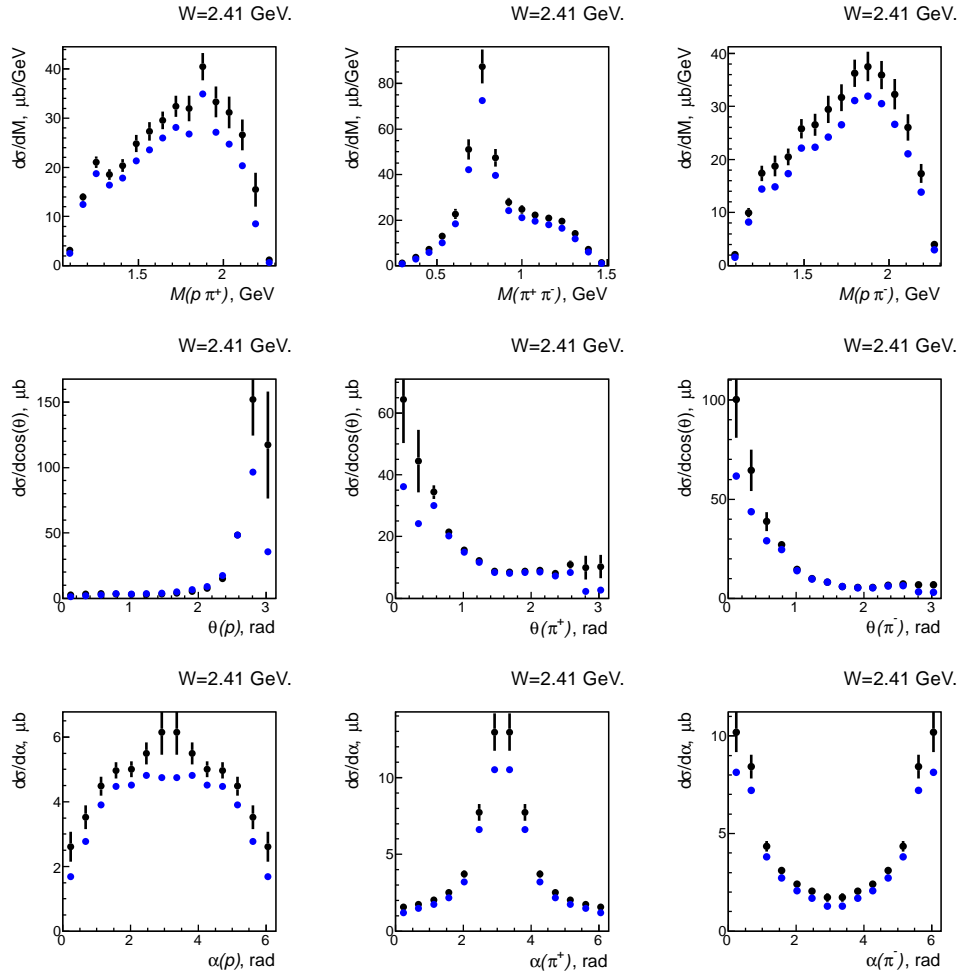 W=2.41 GeV.
W=2.41 GeV.
W=2.41 GeV.
dσ/dM, μb/GeV
40
30
20
10
0
1.5
2
M(p π⁺), GeV
dσ/dM, μb/GeV
80
60
40
20
0
0.5
1
1.5
M(π⁺ π⁻), GeV
dσ/dM, μb/GeV
40
30
20
10
0
1.5
2
M(p π⁻), GeV
W=2.41 GeV.
W=2.41 GeV.
W=2.41 GeV.
dσ/dcos(θ), μb
150
100
50
0
0
1
2
3
θ(p), rad
dσ/dcos(θ), μb
60
40
20
0
0
1
2
3
θ(π⁺), rad
dσ/dcos(θ), μb
100
50
0
0
1
2
3
θ(π⁻), rad
W=2.41 GeV.
W=2.41 GeV.
W=2.41 GeV.
dσ/dα, μb
6
4
2
0
0
2
4
6
α(p), rad
dσ/dα, μb
10
5
0
0
2
4
6
α(π⁺), rad
dσ/dα, μb
10
5
0
0
2
4
6
α(π⁻), rad